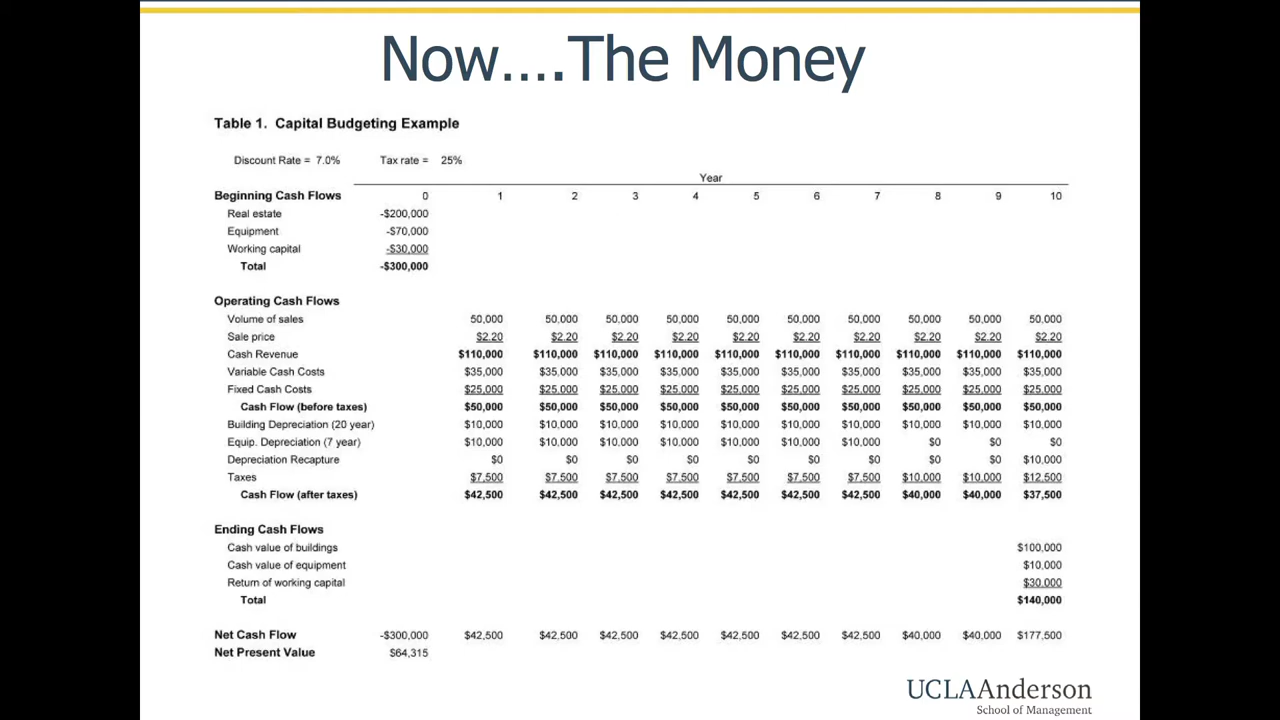 Now....The Money
Table 1. Capital Budgeting Example
Discount Rate = 7.0% Tax rate = 25%
Year
Beginning Cash Flows 0 1 2 3 4 5 6 7 8 9 10
Real estate -$200,000
Equipment -$70,000
Working capital -$30,000
Total -$300,000
Operating Cash Flows
Volume of sales 50,000 50,000 50,000 50,000 50,000 50,000 50,000 50,000 50,000 50,000
Sale price $2.20 $2.20 $2.20 $2.20 $2.20 $2.20 $2.20 $2.20 $2.20 $2.20
Cash Revenue $110,000 $110,000 $110,000 $110,000 $110,000 $110,000 $110,000 $110,000 $110,000 $110,000
Variable Cash Costs $35,000 $35,000 $35,000 $35,000 $35,000 $35,000 $35,000 $35,000 $35,000 $35,000
Fixed Cash Costs $25,000 $25,000 $25,000 $25,000 $25,000 $25,000 $25,000 $25,000 $25,000 $25,000
Cash Flow (before taxes) $50,000 $50,000 $50,000 $50,000 $50,000 $50,000 $50,000 $50,000 $50,000 $50,000
Building Depreciation (20 year) $10,000 $10,000 $10,000 $10,000 $10,000 $10,000 $10,000 $10,000 $10,000 $10,000
Equip. Depreciation (7 year) $10,000 $10,000 $10,000 $10,000 $10,000 $10,000 $10,000 $0 $0 $0
Depreciation Recapture $0 $0 $0 $0 $0 $0 $0 $0 $0 $10,000
Taxes $7,500 $7,500 $7,500 $7,500 $7,500 $7,500 $7,500 $10,000 $10,000 $12,500
Cash Flow (after taxes) $42,500 $42,500 $42,500 $42,500 $42,500 $42,500 $42,500 $40,000 $40,000 $37,500
Ending Cash Flows
Cash value of buildings $100,000
Cash value of equipment $10,000
Return of working capital $30,000
Total $140,000
Net Cash Flow -$300,000 $42,500 $42,500 $42,500 $42,500 $42,500 $42,500 $42,500 $40,000 $40,000 $177,500
Net Present Value $64,315
UCLAAnderson
School of Management